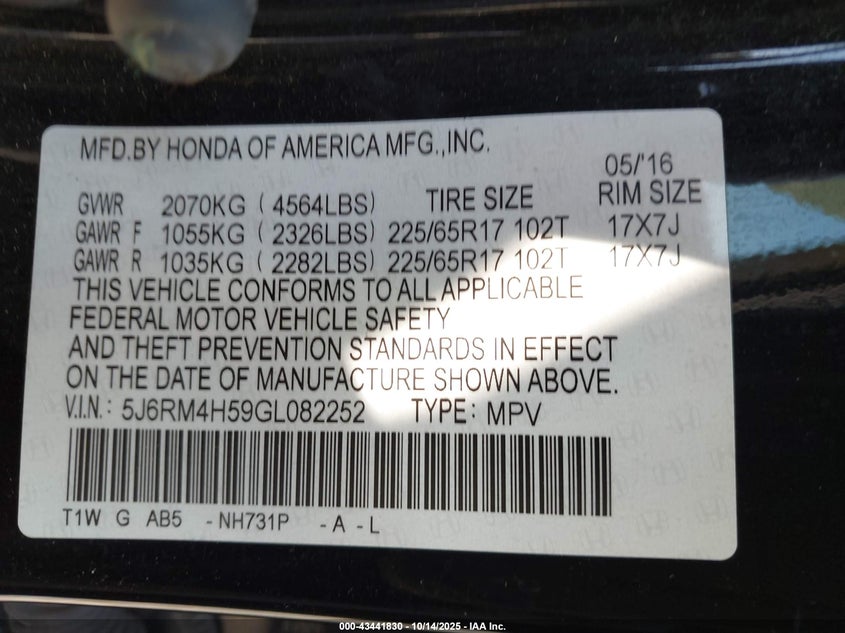 MFD.BY HONDA OF AMERICA MFG.,INC.
05/'16
GVWR 2070KG (4564LBS) TIRE SIZE RIM SIZE
GAWR F 1055KG (2326LBS) 225/65R17 102T 17X7J
GAWR R 1035KG (2282LBS) 225/65R17 102T 17X7J
THIS VEHICLE CONFORMS TO ALL APPLICABLE
FEDERAL MOTOR VEHICLE SAFETY
AND THEFT PREVENTION STANDARDS IN EFFECT
ON THE DATE OF MANUFACTURE SHOWN ABOVE.
V.I.N.: 5J6RM4H59GL082252 TYPE: MPV
T1W G AB5 -NH731P -A -L
000-43441830 - 10/14/2025 - IAA Inc.